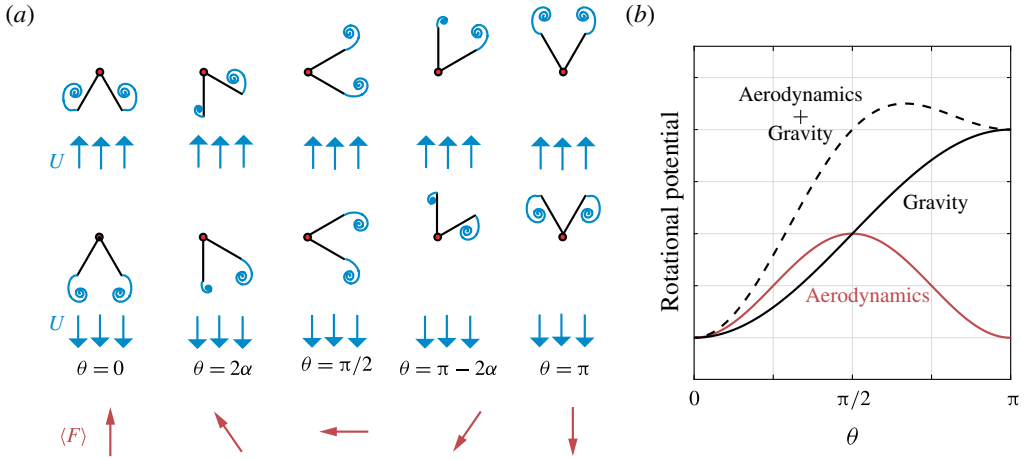 (a)
U
U
θ = 0
θ = 2α
θ = π/2
θ = π − 2α
θ = π
⟨F⟩
(b)
Rotational potential
Aerodynamics
+
Gravity
Gravity
Aerodynamics
0
π/2
π
θ